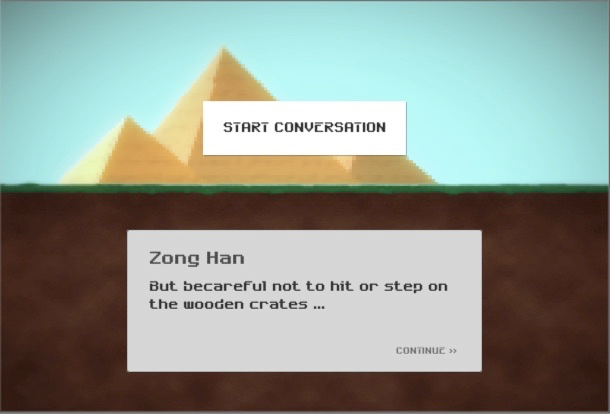 START CONVERSATION
Zong Han
But becareful not to hit or step on
the wooden crates ...
CONTINUE >>